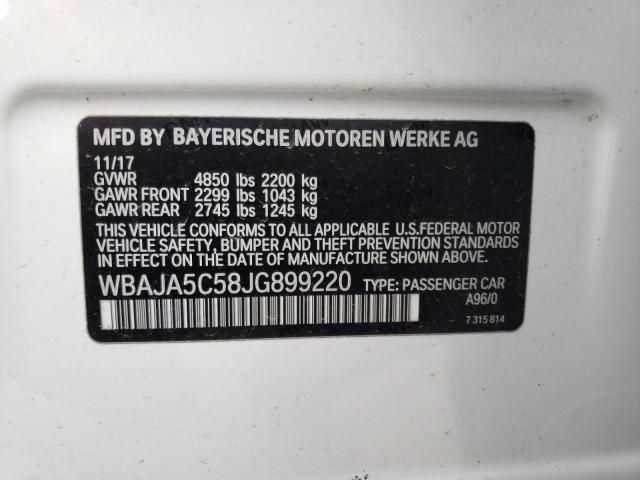 MFD BY BAYERISCHE MOTOREN WERKE AG
11/17
GVWR 4850 lbs 2200 kg
GAWR FRONT 2299 lbs 1043 kg
GAWR REAR 2745 lbs 1245 kg
THIS VEHICLE CONFORMS TO ALL APPLICABLE U.S.FEDERAL MOTOR
VEHICLE SAFETY, BUMPER AND THEFT PREVENTION STANDARDS
IN EFFECT ON THE DATE OF MANUFACTURE SHOWN ABOVE.
WBAJA5C58JG899220 TYPE: PASSENGER CAR
A96/0
7 315 814